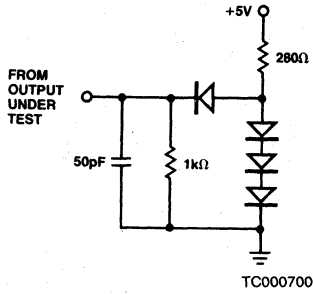 +5V
280Ω
FROM
OUTPUT
UNDER
TEST
50pF
1kΩ
TC000700